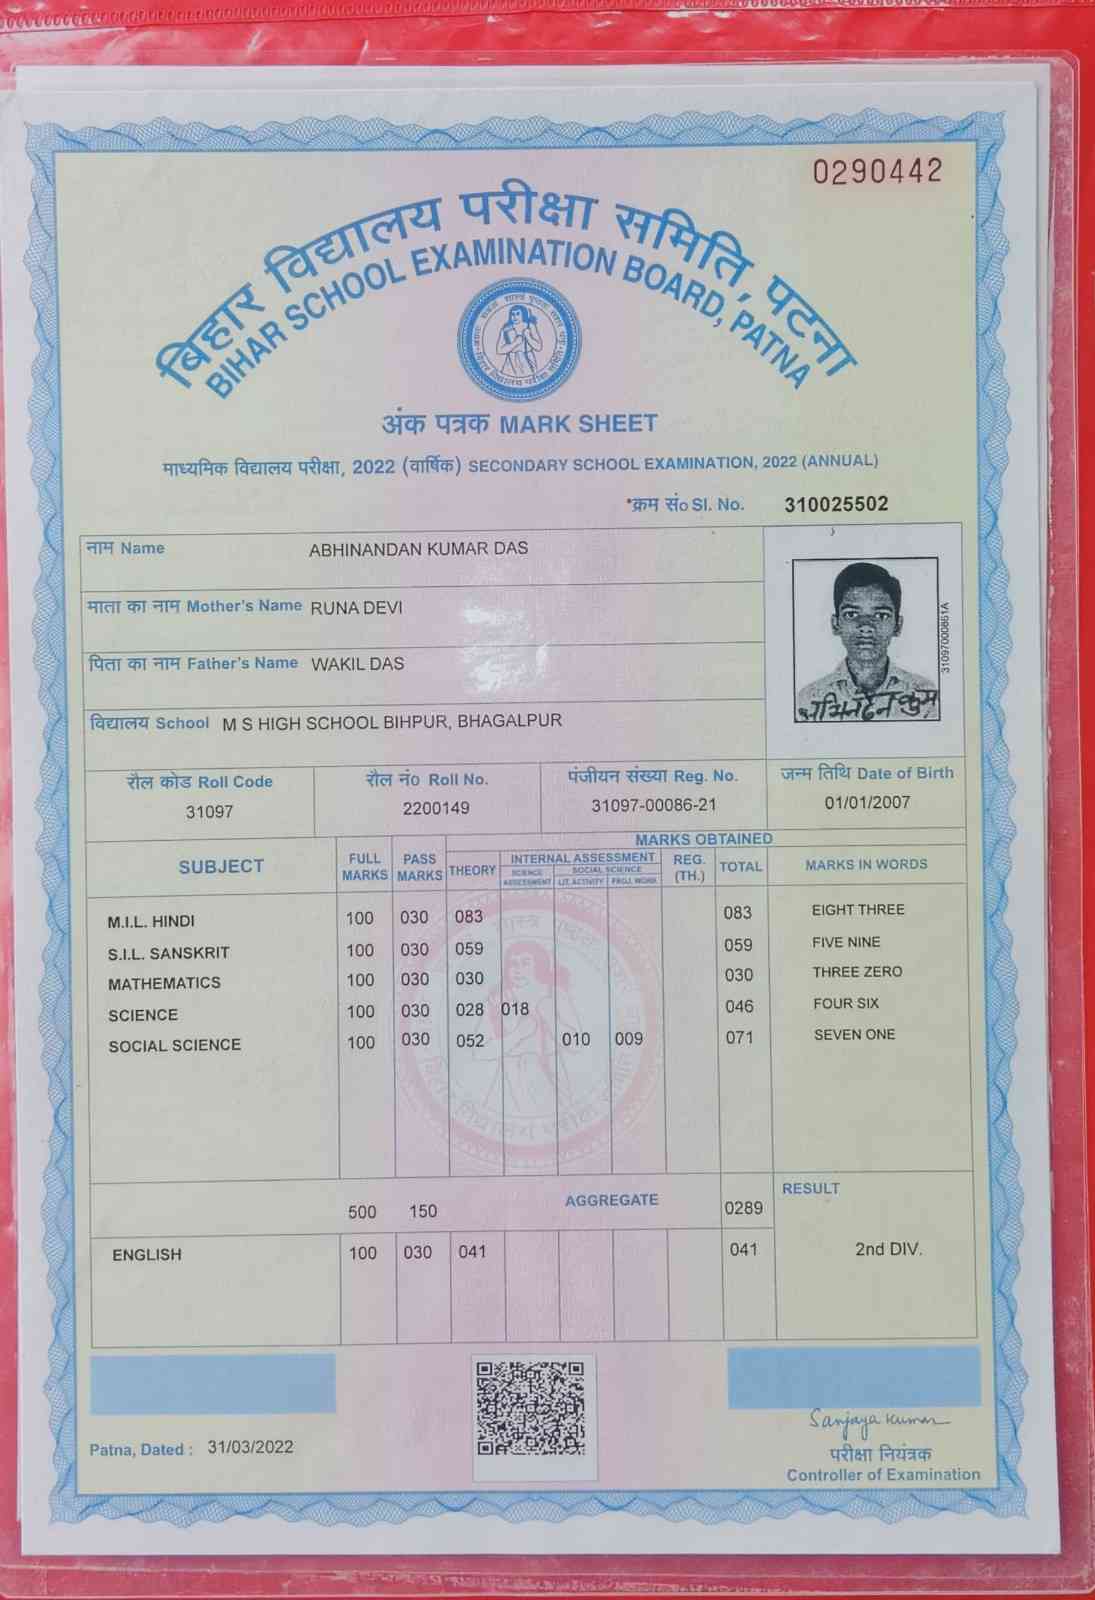 0290442
बिहार विद्यालय परीक्षा समिति, पटना
BIHAR SCHOOL EXAMINATION BOARD, PATNA
अंक पत्रक MARK SHEET
माध्यमिक विद्यालय परीक्षा, 2022 (वार्षिक) SECONDARY SCHOOL EXAMINATION, 2022 (ANNUAL)
*क्रम सं० Sl. No. 310025502
नाम Name ABHINANDAN KUMAR DAS
माता का नाम Mother's Name RUNA DEVI
पिता का नाम Father's Name WAKIL DAS
विद्यालय School M S HIGH SCHOOL BIHPUR, BHAGALPUR
31097000861A
अभिनंदन कुमार
रौल कोड Roll Code रौल नं० Roll No. पंजीयन संख्या Reg. No. जन्म तिथि Date of Birth
31097 2200149 31097-00086-21 01/01/2007
MARKS OBTAINED
SUBJECT FULL MARKS PASS MARKS THEORY INTERNAL ASSESSMENT REG. (TH.) TOTAL MARKS IN WORDS
SCIENCE ASSESSMENT SOCIAL SCIENCE
LIT. ACTIVITY PROJ. WORK
M.I.L. HINDI 100 030 083 083 EIGHT THREE
S.I.L. SANSKRIT 100 030 059 059 FIVE NINE
MATHEMATICS 100 030 030 030 THREE ZERO
SCIENCE 100 030 028 018 046 FOUR SIX
SOCIAL SCIENCE 100 030 052 010 009 071 SEVEN ONE
500 150 AGGREGATE 0289 RESULT
ENGLISH 100 030 041 041 2nd DIV.
Sanjaya Kumar
Patna, Dated : 31/03/2022
परीक्षा नियंत्रक
Controller of Examination